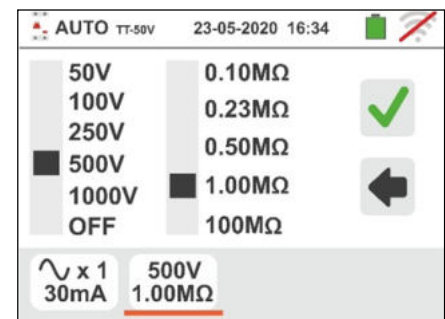 AUTO TT-50V 23-05-2020 16:34
50V 0.10MΩ
100V 0.23MΩ
250V 0.50MΩ
500V 1.00MΩ
1000V 100MΩ
OFF
x 1 500V
30mA 1.00MΩ